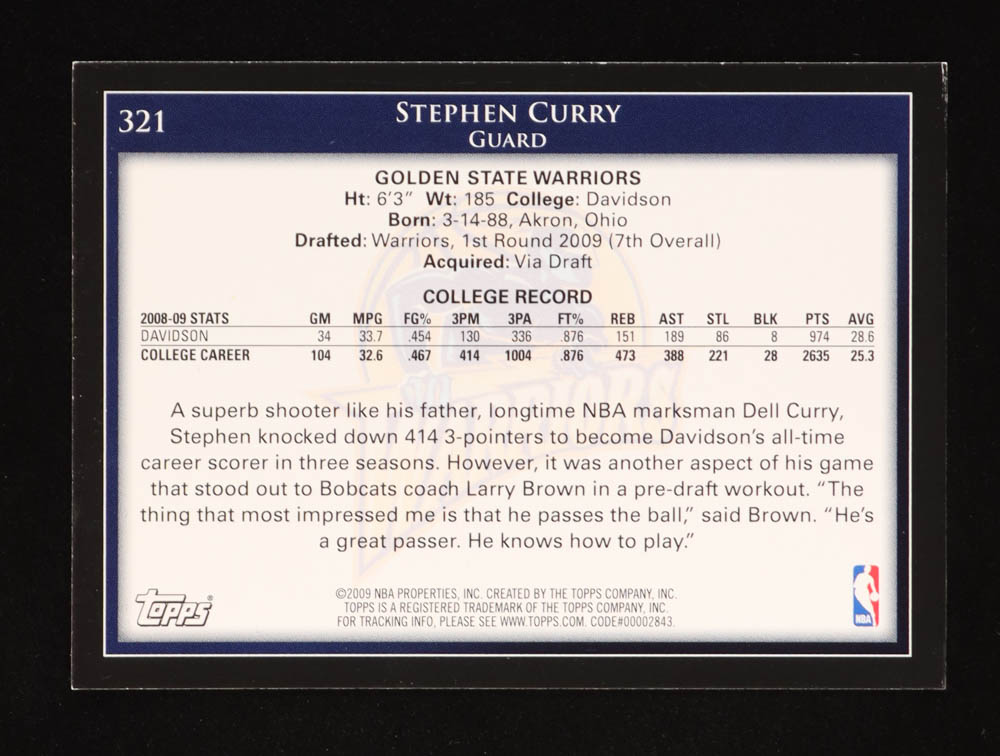 321
STEPHEN CURRY
GUARD
GOLDEN STATE WARRIORS
Ht: 6'3" Wt: 185 College: Davidson
Born: 3-14-88, Akron, Ohio
Drafted: Warriors, 1st Round 2009 (7th Overall)
Acquired: Via Draft
COLLEGE RECORD
2008-09 STATS GM MPG FG% 3PM 3PA FT% REB AST STL BLK PTS AVG
DAVIDSON 34 33.7 .454 130 336 .876 151 189 86 8 974 28.6
COLLEGE CAREER 104 32.6 .467 414 1004 .876 473 388 221 28 2635 25.3
WARRIORS
A superb shooter like his father, longtime NBA marksman Dell Curry,
Stephen knocked down 414 3-pointers to become Davidson's all-time
career scorer in three seasons. However, it was another aspect of his game
that stood out to Bobcats coach Larry Brown in a pre-draft workout. "The
thing that most impressed me is that he passes the ball," said Brown. "He's
a great passer. He knows how to play."
Topps®
©2009 NBA PROPERTIES, INC. CREATED BY THE TOPPS COMPANY, INC.
TOPPS IS A REGISTERED TRADEMARK OF THE TOPPS COMPANY, INC.
FOR TRACKING INFO, PLEASE SEE WWW.TOPPS.COM. CODE#00002843.
NBA